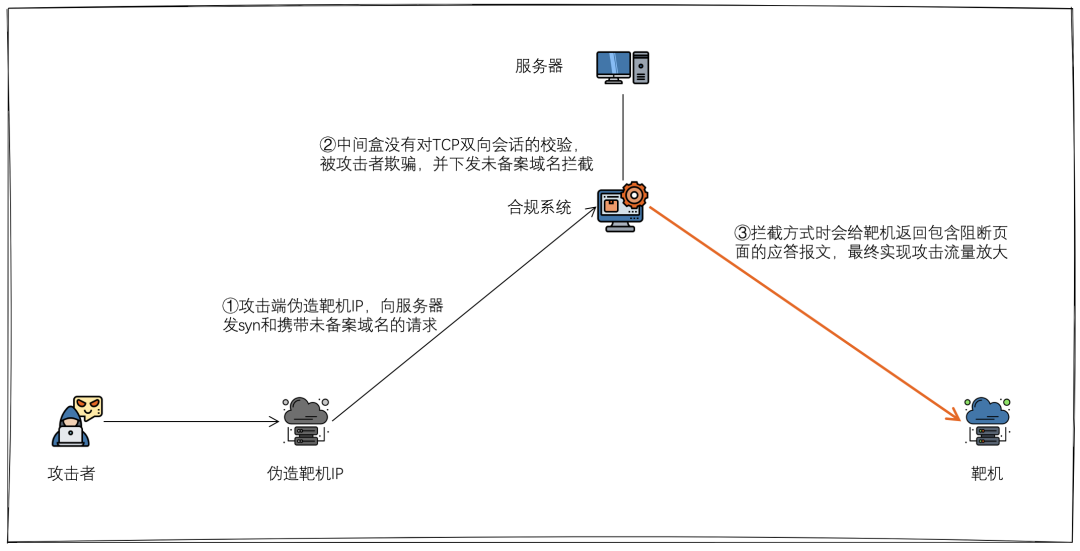 服务器
②中间盒没有对TCP双向会话的校验，
被攻击者欺骗，并下发未备案域名拦截
合规系统
③拦截方式时会给靶机返回包含阻断页
面的应答报文，最终实现攻击流量放大
①攻击端伪造靶机IP，向服务器
发syn和携带未备案域名的请求
攻击者
伪造靶机IP
靶机